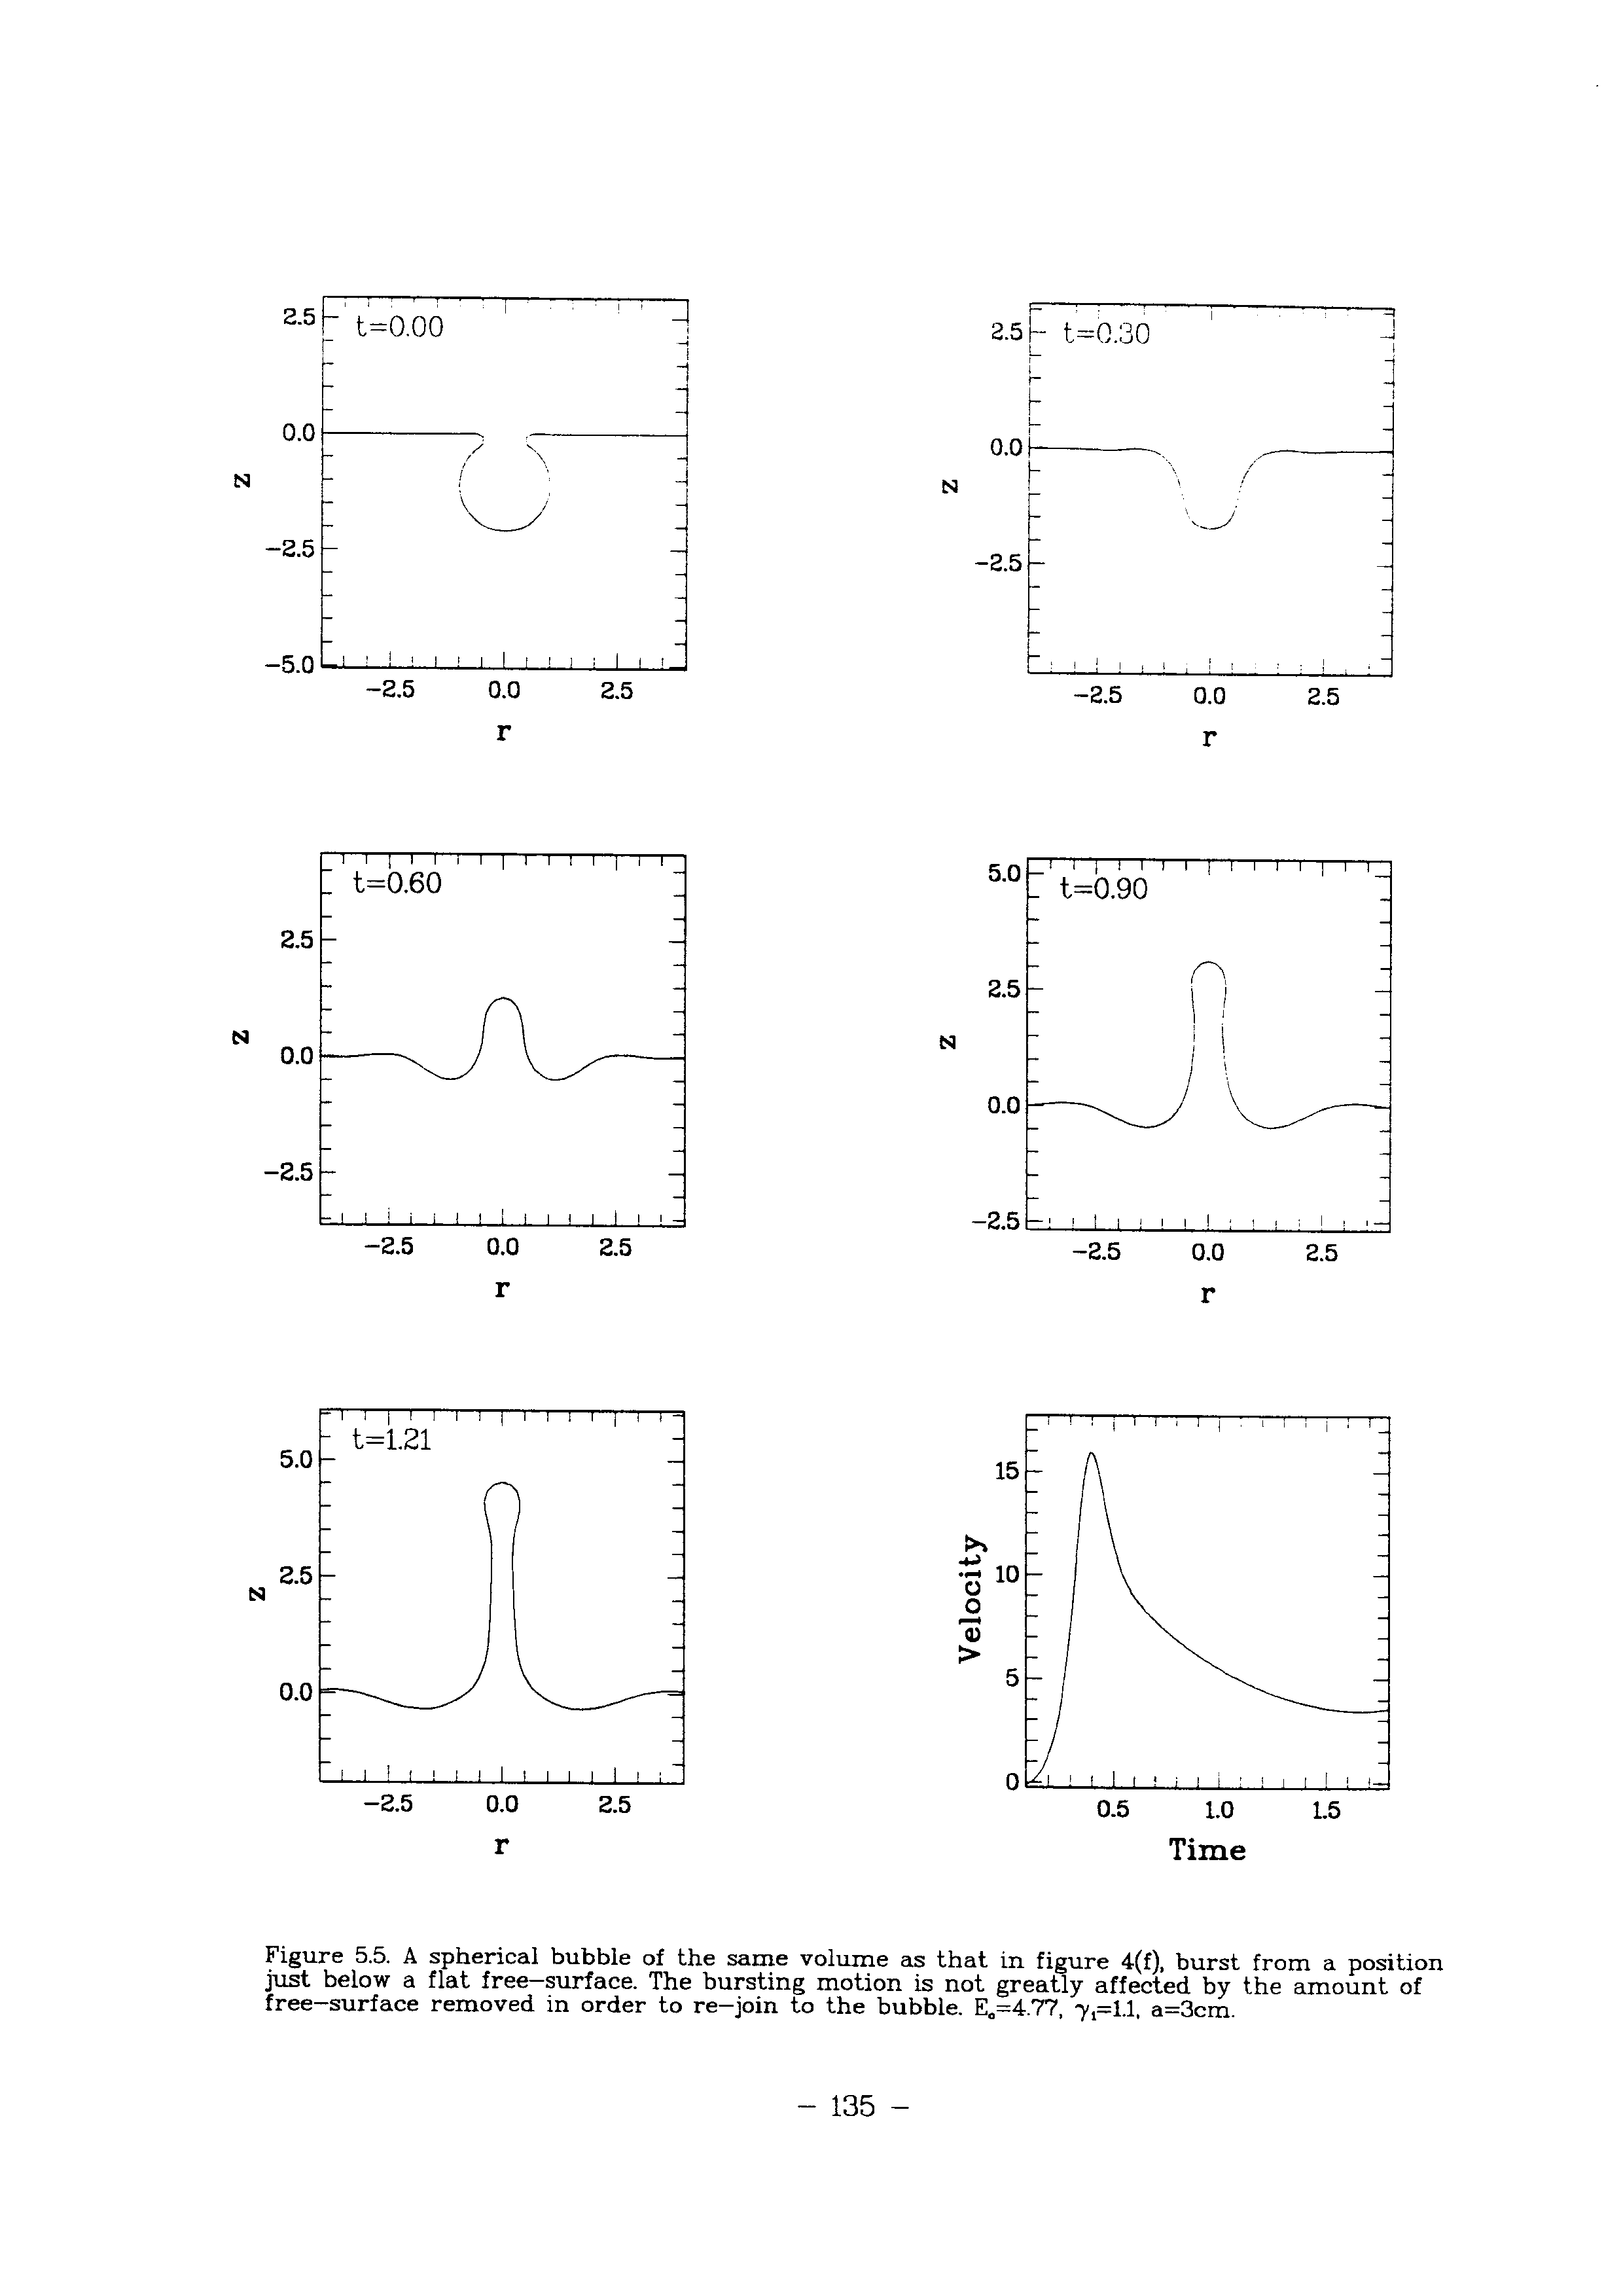 2.5
t=0.00
0.0
z
-2.5
-5.0
-2.5 0.0 2.5
r
2.5
t=0.30
0.0
z
-2.5
-2.5 0.0 2.5
r
t=0.60
2.5
z
0.0
-2.5
-2.5 0.0 2.5
r
5.0
t=0.90
2.5
z
0.0
-2.5
-2.5 0.0 2.5
r
t=1.21
5.0
2.5
z
0.0
-2.5 0.0 2.5
r
15
10
Velocity
5
0
0.5 1.0 1.5
Time
Figure 5.5. A spherical bubble of the same volume as that in figure 4(f), burst from a position
just below a flat free-surface. The bursting motion is not greatly affected by the amount of
free-surface removed in order to re-join to the bubble. E₀=4.77, γ₁=1.1, a=3cm.
- 135 -